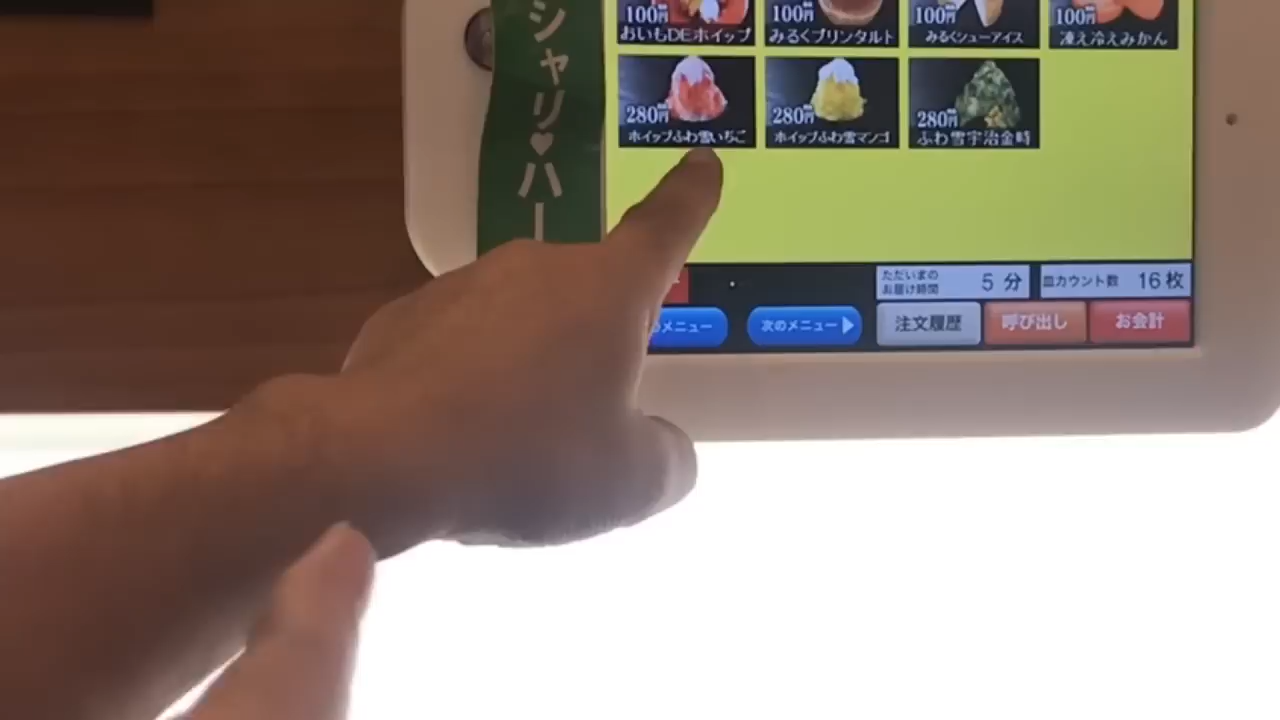 シャリ♥ハー
100円
おいもDEホイップ
100円
みるくプリンタルト
100円
みるくシューアイス
100円
凍え冷えみかん
280円
ホイップふわ雪いちご
280円
ホイップふわ雪マンゴ
280円
ふわ雪宇治金時
ただいまの
お届け時間
5 分
皿カウント数
16枚
メニュー
次のメニュー▶
注文履歴
呼び出し
お会計